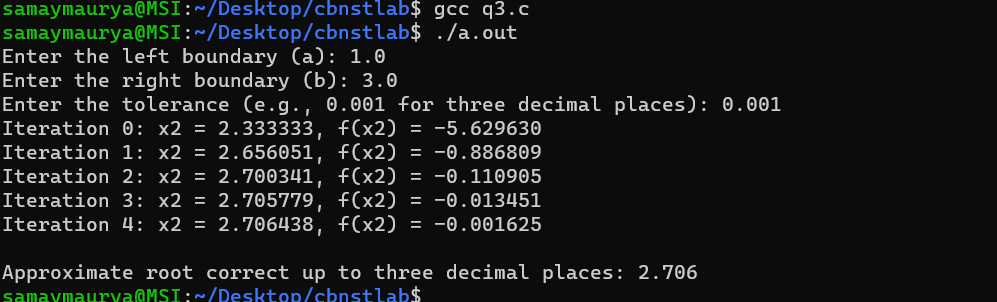 samaymaurya@MSI:~/Desktop/cbnstlab$ gcc q3.c
samaymaurya@MSI:~/Desktop/cbnstlab$ ./a.out
Enter the left boundary (a): 1.0
Enter the right boundary (b): 3.0
Enter the tolerance (e.g., 0.001 for three decimal places): 0.001
Iteration 0: x2 = 2.333333, f(x2) = -5.629630
Iteration 1: x2 = 2.656051, f(x2) = -0.886809
Iteration 2: x2 = 2.700341, f(x2) = -0.110905
Iteration 3: x2 = 2.705779, f(x2) = -0.013451
Iteration 4: x2 = 2.706438, f(x2) = -0.001625
Approximate root correct up to three decimal places: 2.706
samaymaurya@MSI:~/Desktop/cbnstlab$